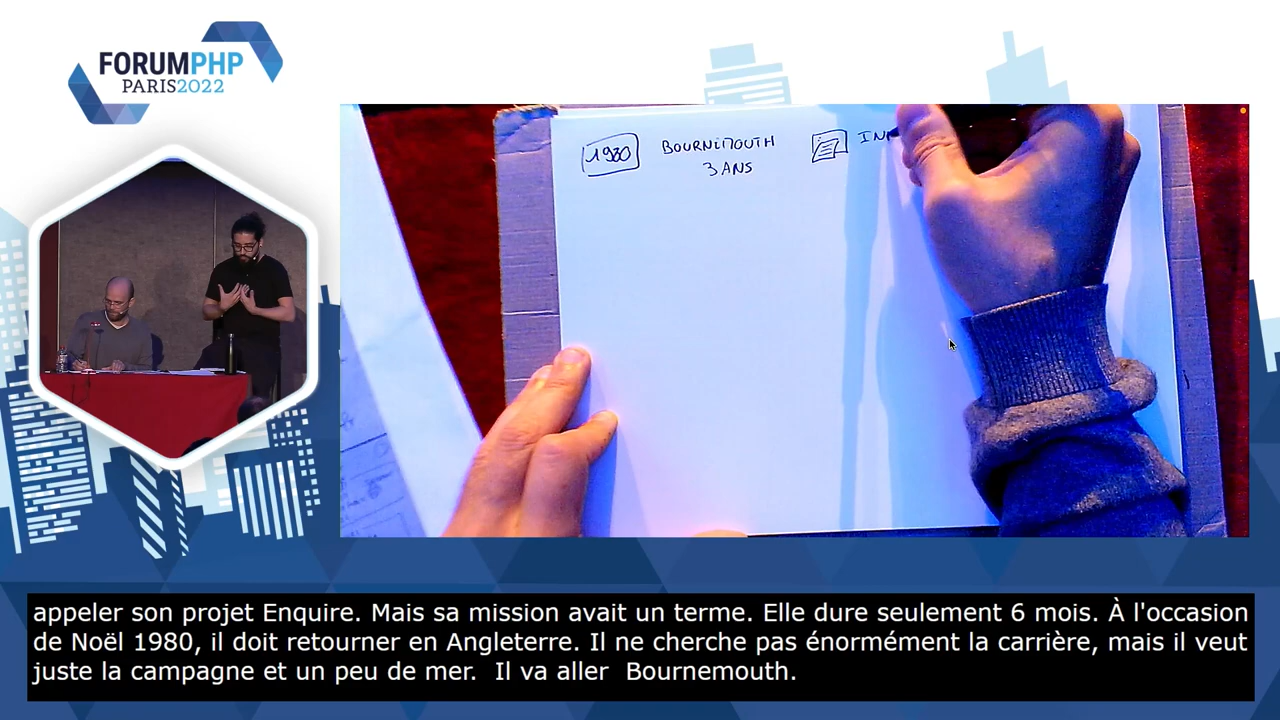 FORUMPHP
PARIS2022
1980 BOURNEMOUTH
3 ANS
appeler son projet Enquire. Mais sa mission avait un terme. Elle dure seulement 6 mois. À l'occasion
de Noël 1980, il doit retourner en Angleterre. Il ne cherche pas énormément la carrière, mais il veut
juste la campagne et un peu de mer.  Il va aller  Bournemouth.